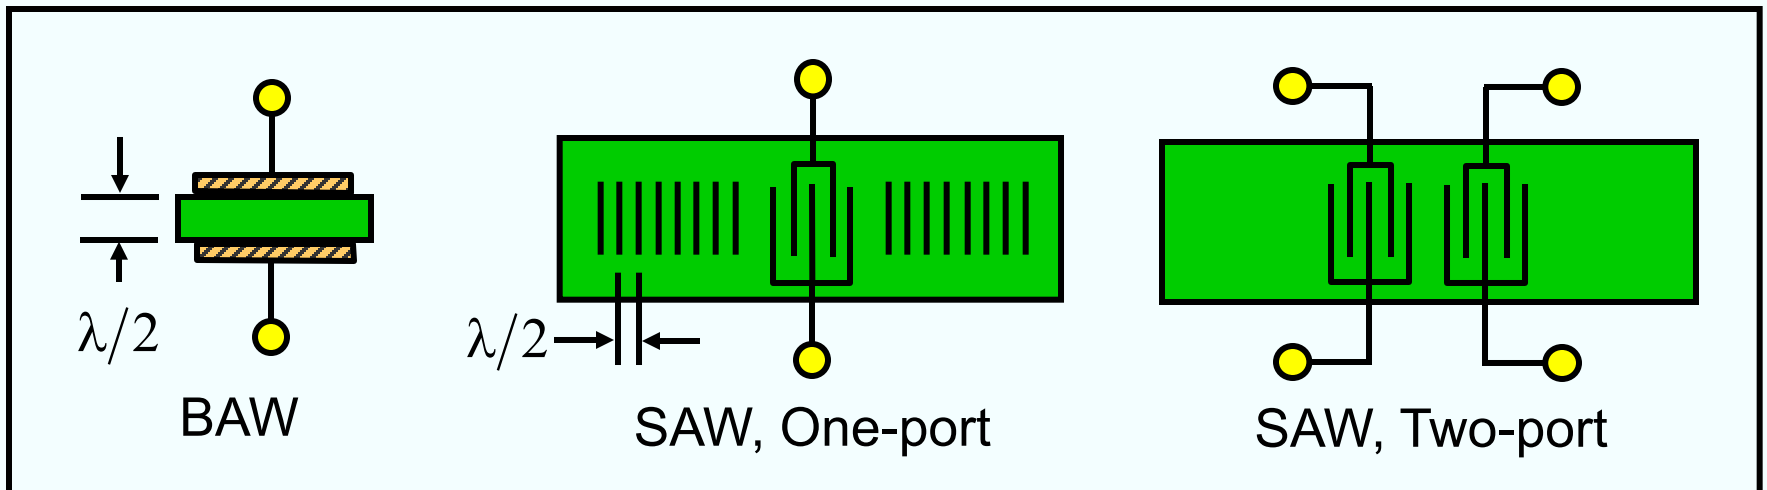 λ/2
BAW
λ/2
SAW, One-port
SAW, Two-port